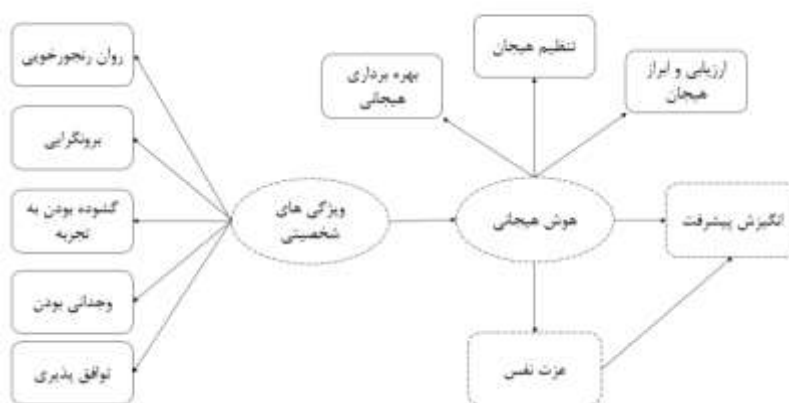 روان رنجورخویی
برونگرایی
گشوده بودن به
تجربه
وجدانی بودن
توافق پذیری
ویژگی های
شخصیتی
بهره برداری
هیجانی
تنظیم هیجان
ارزیابی و ابراز
هیجان
هوش هیجانی
انگیزش پیشرفت
عزت نفس